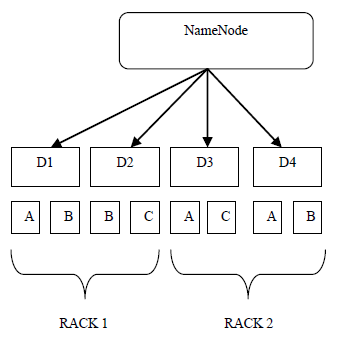 NameNode
D1 D2 D3 D4
A B B C A C A B
RACK 1 RACK 2